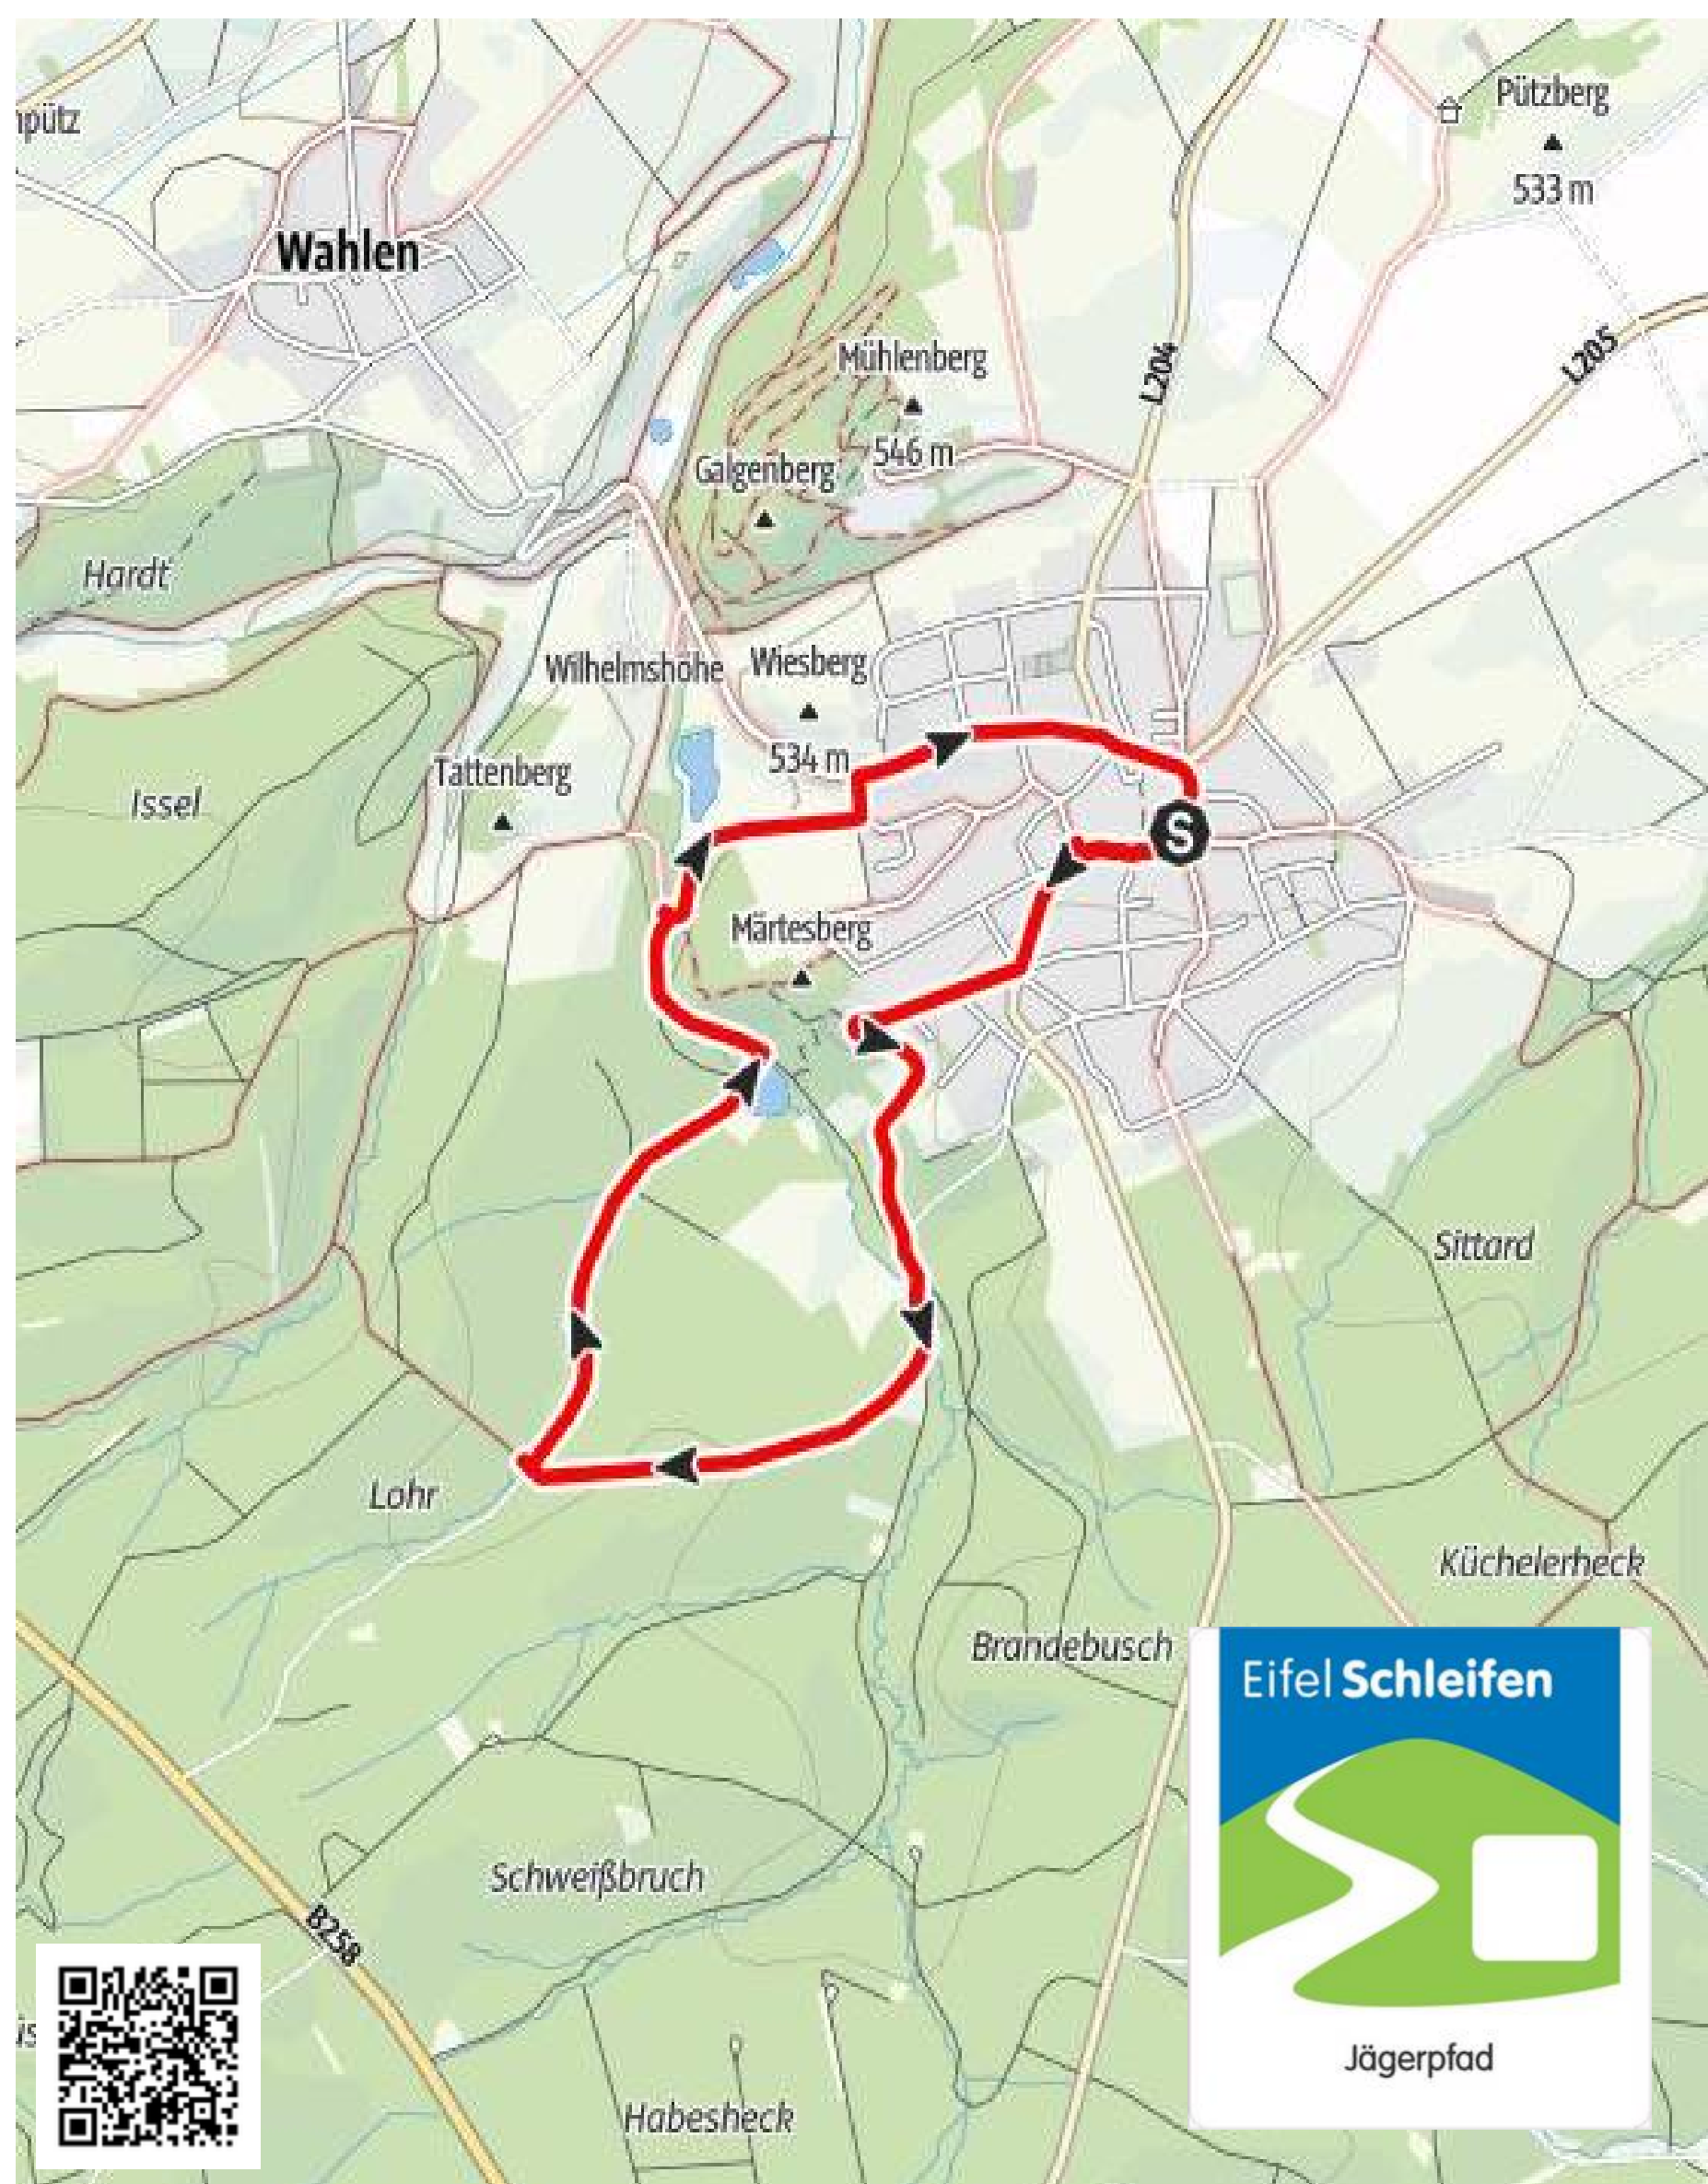 Pützberg
533 m
Wahlen
Mühlenberg
546 m
L204
L205
Galgenberg
Hardt
Wilhelmshöhe
Wiesberg
534 m
Tattenberg
Issel
S
Märtesberg
Sittard
Lohr
Küchelerheck
Brandebusch
Eifel Schleifen
Schweißbruch
B258
Jägerpfad
Habesheck